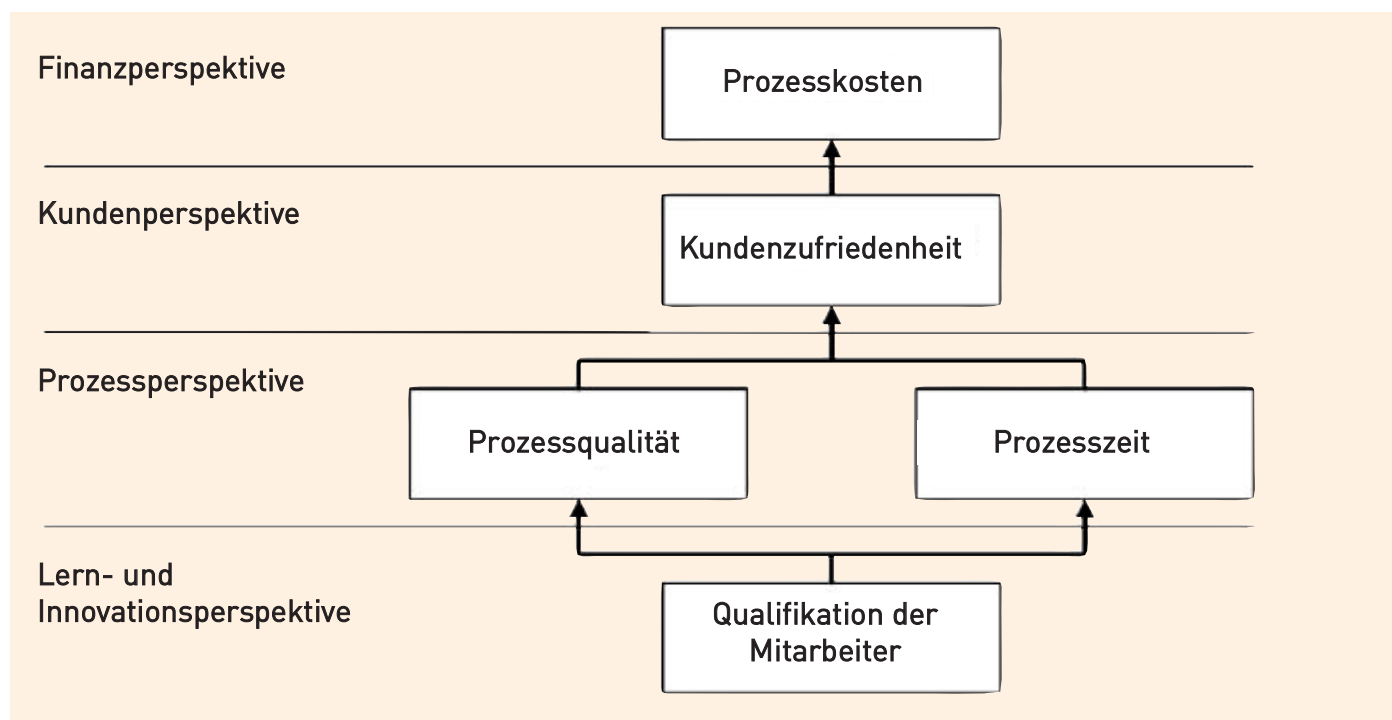 Finanzperspektive
Prozesskosten
Kundenperspektive
Kundenzufriedenheit
Prozessperspektive
Prozessqualität
Prozesszeit
Lern- und
Innovationsperspektive
Qualifikation der
Mitarbeiter